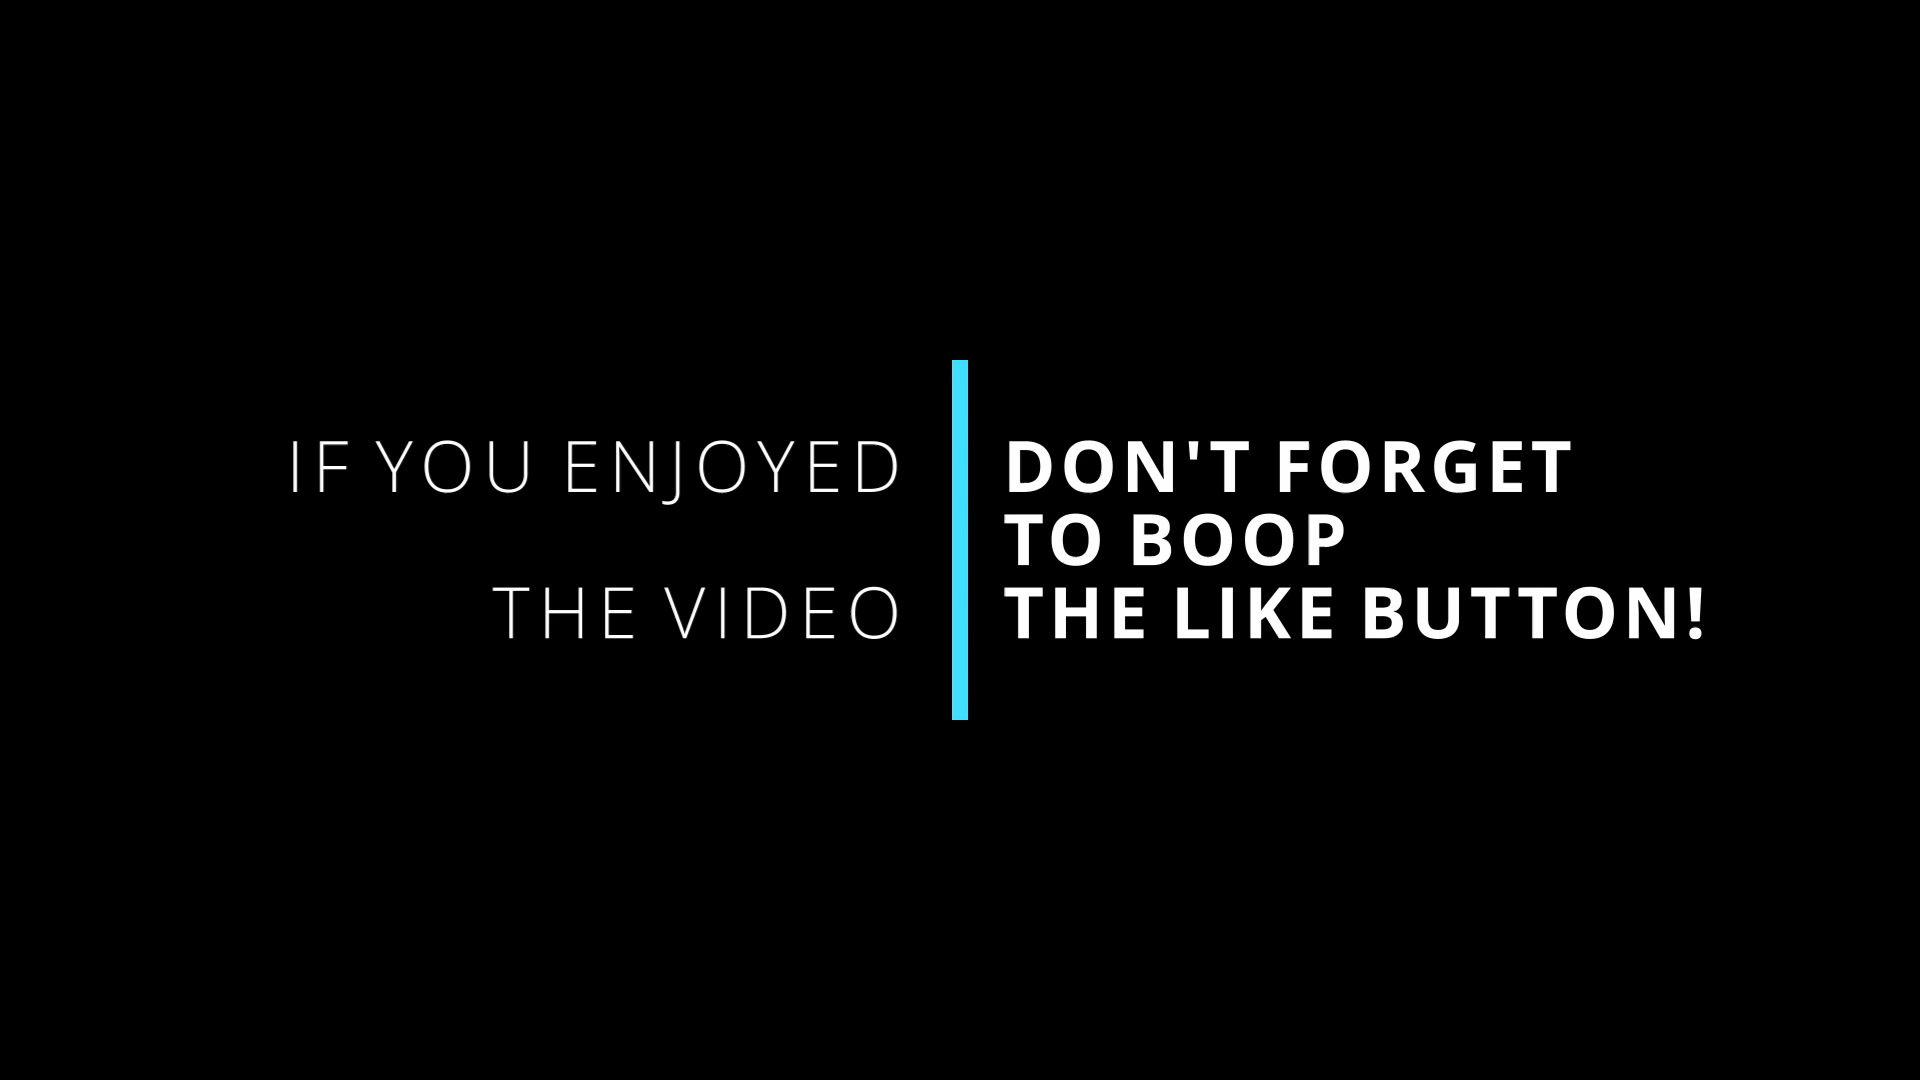 IF YOU ENJOYED
THE VIDEO
DON'T FORGET
TO BOOP
THE LIKE BUTTON!